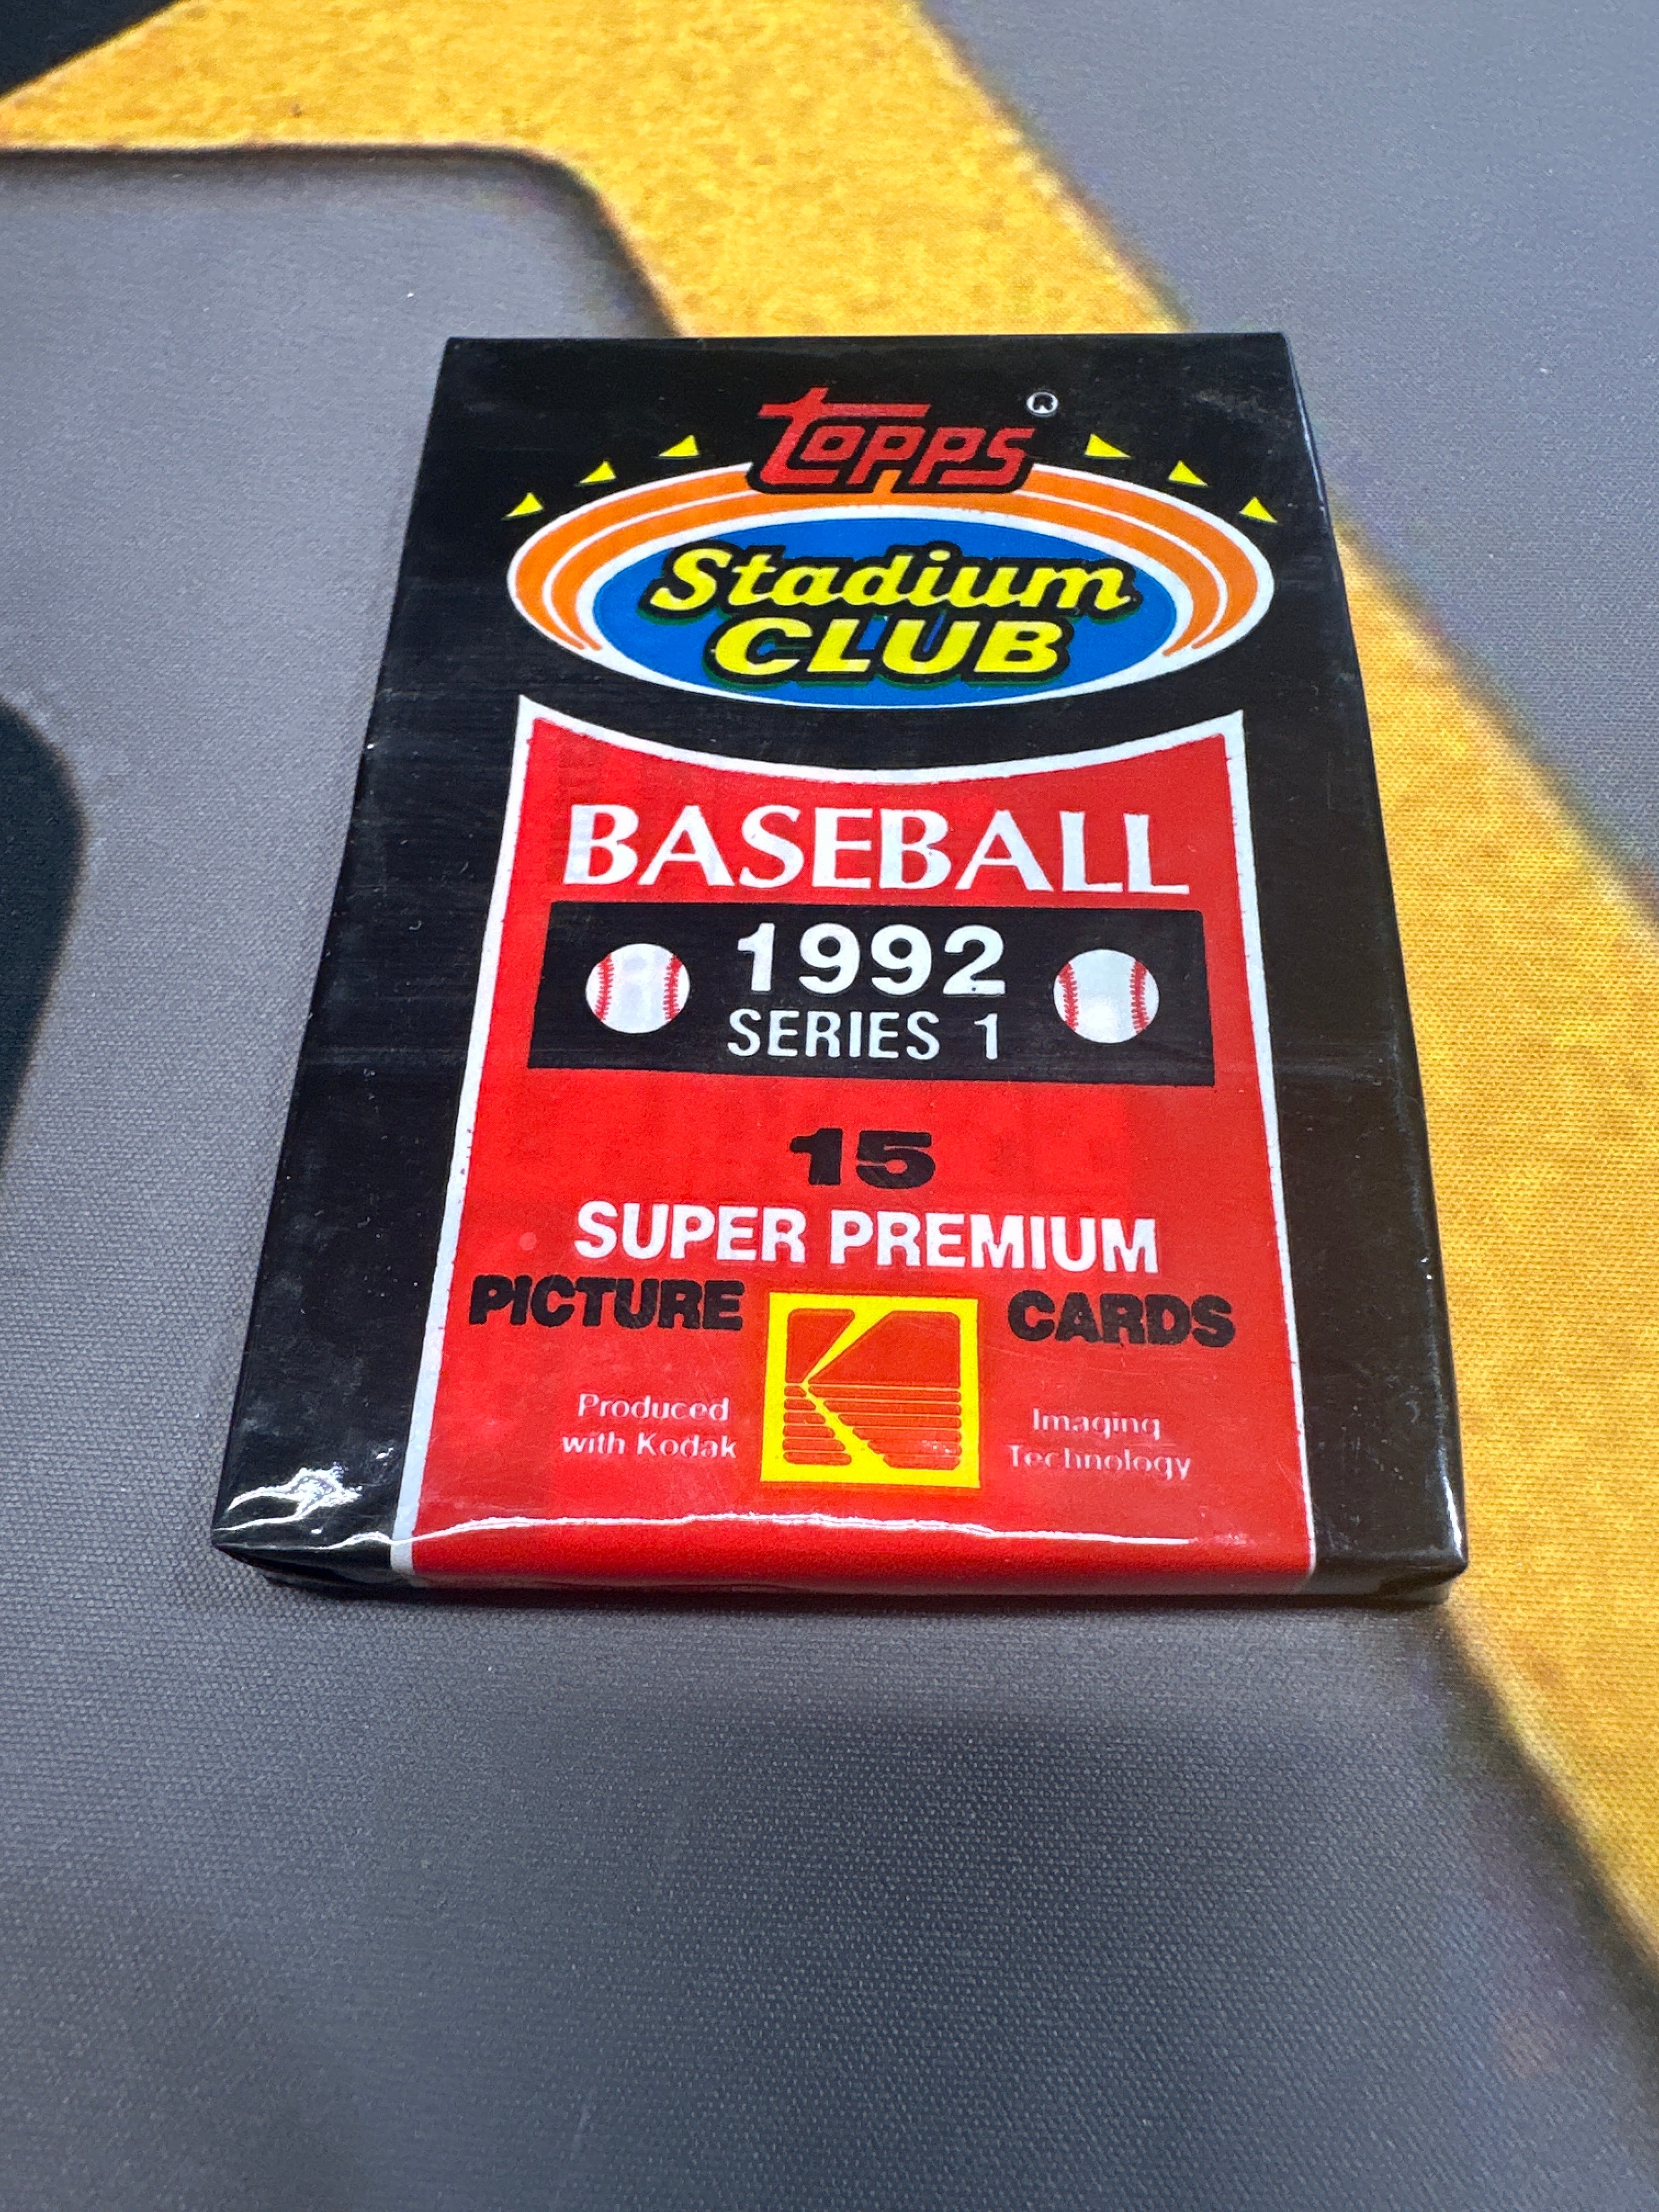 Topps ®
Stadium
CLUB
BASEBALL
1992
SERIES 1
15
SUPER PREMIUM
PICTURE CARDS
Produced
with Kodak
Imaging
Technology